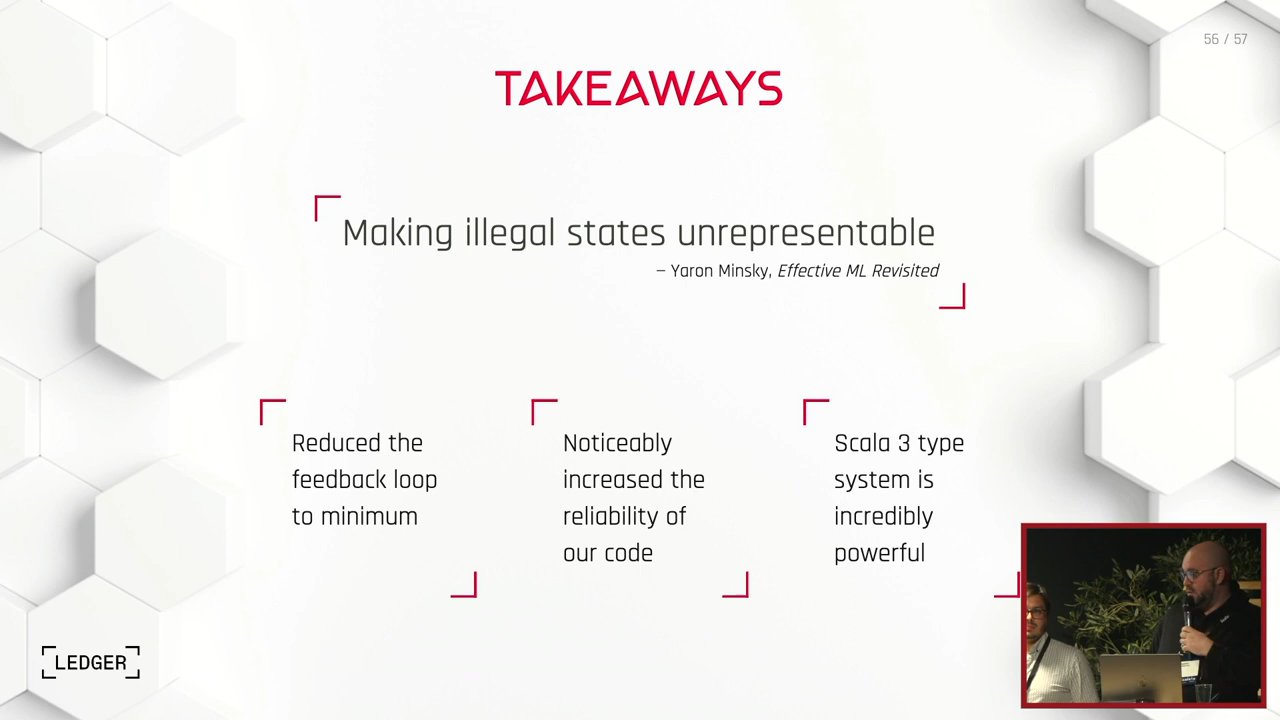 56 / 57
TAKEAWAYS
Making illegal states unrepresentable
– Yaron Minsky, Effective ML Revisited
Reduced the
feedback loop
to minimum
Noticeably
increased the
reliability of
our code
Scala 3 type
system is
incredibly
powerful
LEDGER